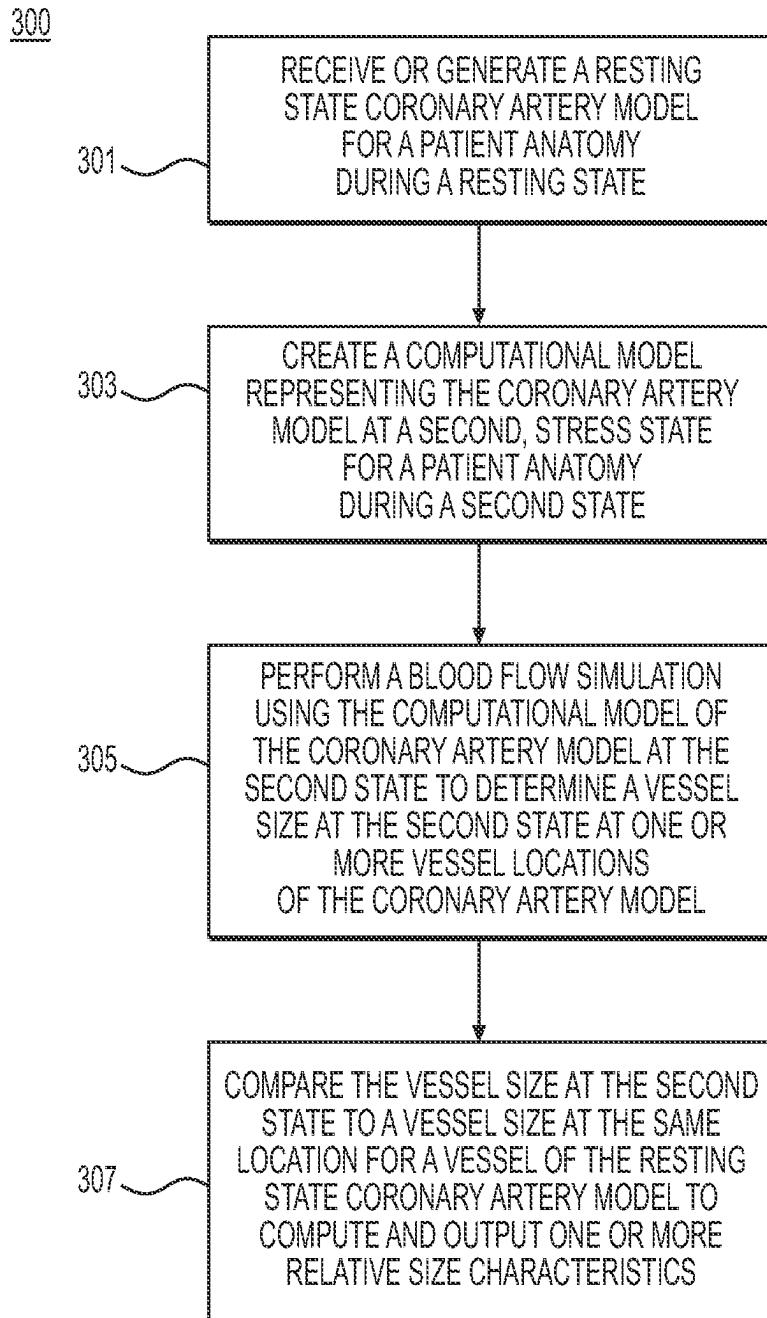 300
RECEIVE OR GENERATE A RESTING
STATE CORONARY ARTERY MODEL
FOR A PATIENT ANATOMY
DURING A RESTING STATE
301
CREATE A COMPUTATIONAL MODEL
REPRESENTING THE CORONARY ARTERY
MODEL AT A SECOND, STRESS STATE
FOR A PATIENT ANATOMY
DURING A SECOND STATE
303
PERFORM A BLOOD FLOW SIMULATION
USING THE COMPUTATIONAL MODEL OF
THE CORONARY ARTERY MODEL AT THE
SECOND STATE TO DETERMINE A VESSEL
SIZE AT THE SECOND STATE AT ONE OR
MORE VESSEL LOCATIONS
OF THE CORONARY ARTERY MODEL
305
COMPARE THE VESSEL SIZE AT THE SECOND
STATE TO A VESSEL SIZE AT THE SAME
LOCATION FOR A VESSEL OF THE RESTING
STATE CORONARY ARTERY MODEL TO
COMPUTE AND OUTPUT ONE OR MORE
RELATIVE SIZE CHARACTERISTICS
307